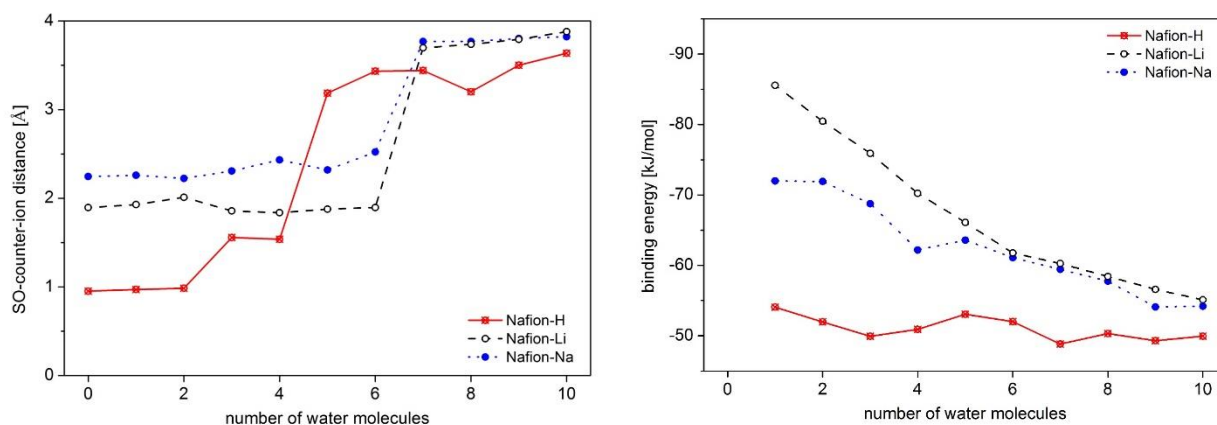 SO-counter-ion distance [Å]
4
3
2
1
0
0 2 4 6 8 10
number of water molecules
Nafion-H
Nafion-Li
Nafion-Na
binding energy [kJ/mol]
-90
-80
-70
-60
-50
0 2 4 6 8 10
number of water molecules
Nafion-H
Nafion-Li
Nafion-Na